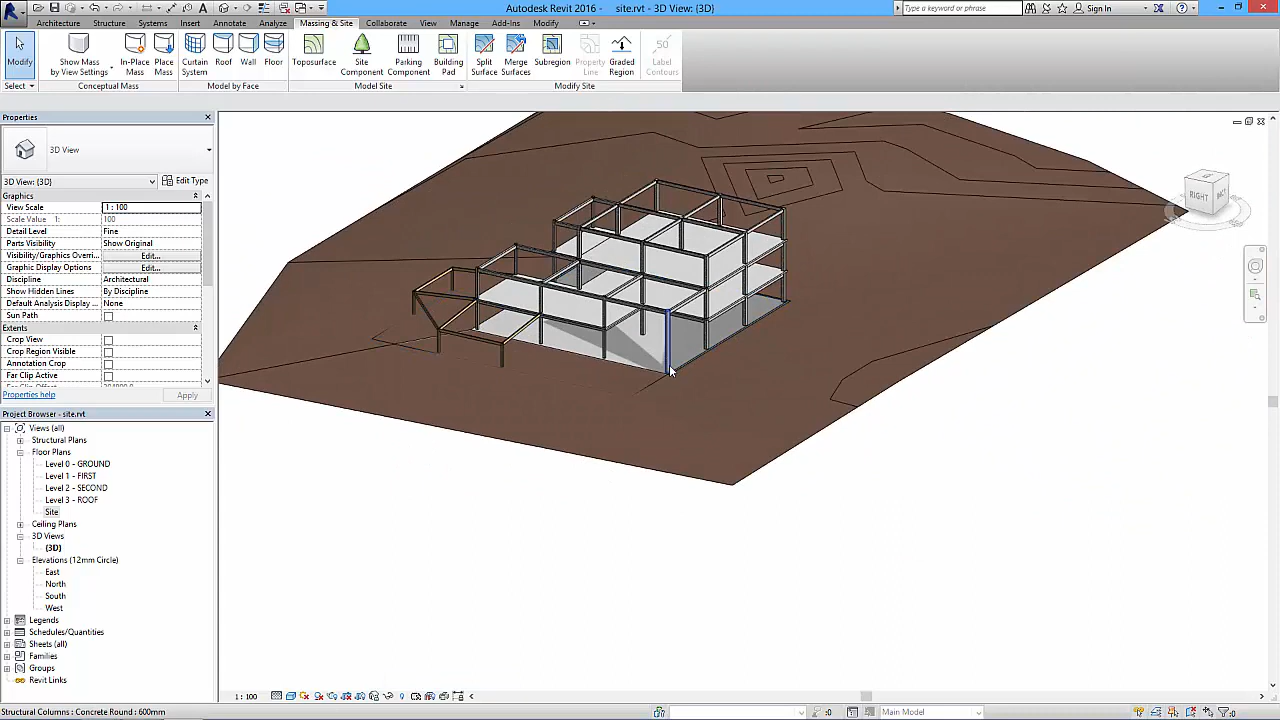 Autodesk Revit 2016 - site.rvt - 3D View: {3D}
Type a keyword or phrase
Sign In
Architecture Structure Systems Insert Annotate Analyze Massing & Site Collaborate View Manage Add-Ins Modify
Modify
Show Mass by View Settings
In-Place Mass
Place Mass
Curtain System
Roof
Wall
Floor
Toposurface
Site Component
Parking Component
Building Pad
Split Surface
Merge Surfaces
Subregion
Property Line
Graded Region
50
Label Contours
Select
Conceptual Mass
Model by Face
Model Site
Modify Site
Properties
3D View
3D View: {3D}
Edit Type
Graphics
View Scale 1 : 100
Scale Value 1: 100
Detail Level Fine
Parts Visibility Show Original
Visibility/Graphics Overri... Edit...
Graphic Display Options Edit...
Discipline Architectural
Show Hidden Lines By Discipline
Default Analysis Display ... None
Sun Path
Extents
Crop View
Crop Region Visible
Annotation Crop
Far Clip Active
Properties help
Apply
RIGHT
Project Browser - site.rvt
Views (all)
Structural Plans
Floor Plans
Level 0 - GROUND
Level 1 - FIRST
Level 2 - SECOND
Level 3 - ROOF
Site
Ceiling Plans
3D Views
{3D}
Elevations (12mm Circle)
East
North
South
West
Legends
Schedules/Quantities
Sheets (all)
Families
Groups
Revit Links
1 : 100
Structural Columns : Concrete Round : 600mm
:0
Main Model
:0